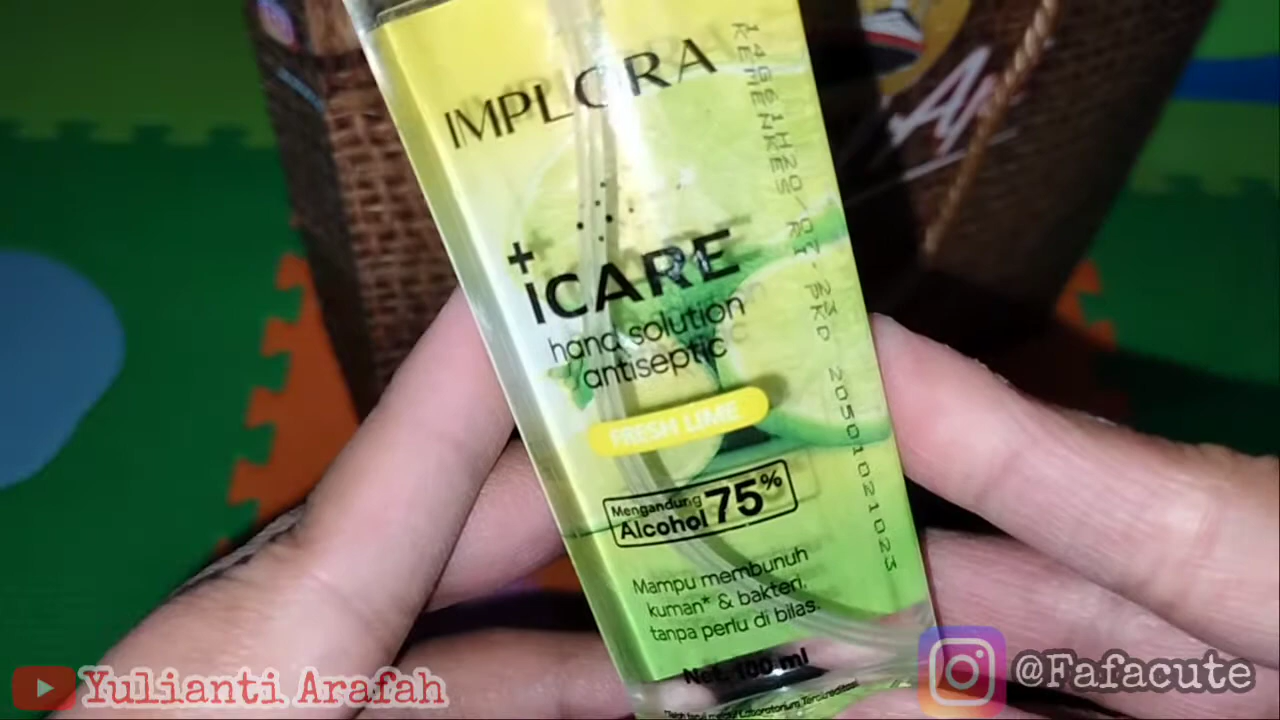 IMPLORA
+
iCARE
hand solution
antiseptic
FRESH LIME
Mengandung
Alcohol 75%
Mampu membunuh
kuman* & bakteri,
tanpa perlu di bilas.
Net. 100 ml
KEMENKES RI PKD 20501021023
Yulianti Arafah
@Fafacute